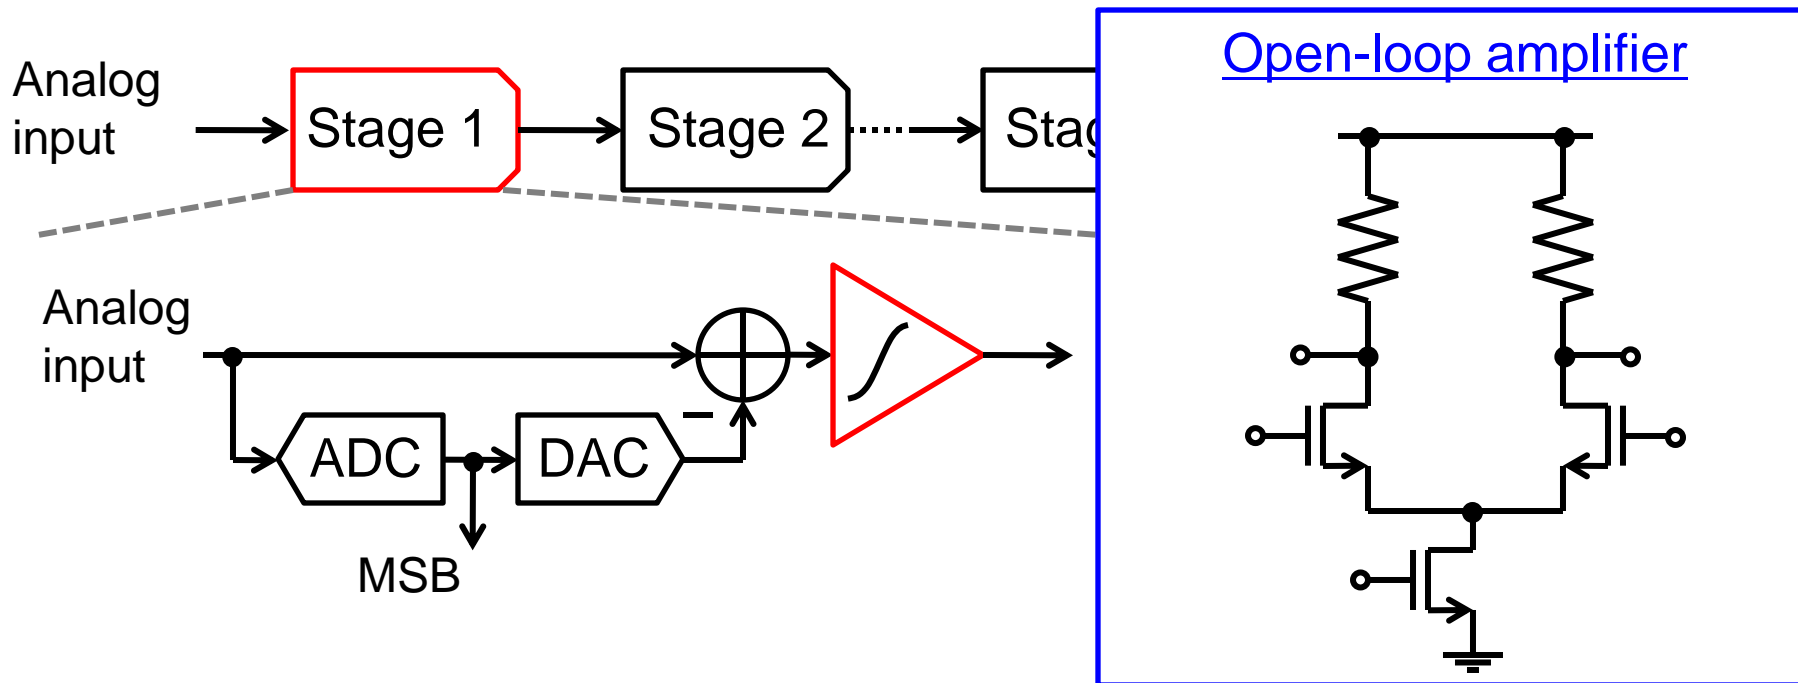 Open-loop amplifier
Analog
input
Stage 1
Stage 2
Analog
input
ADC
DAC
MSB